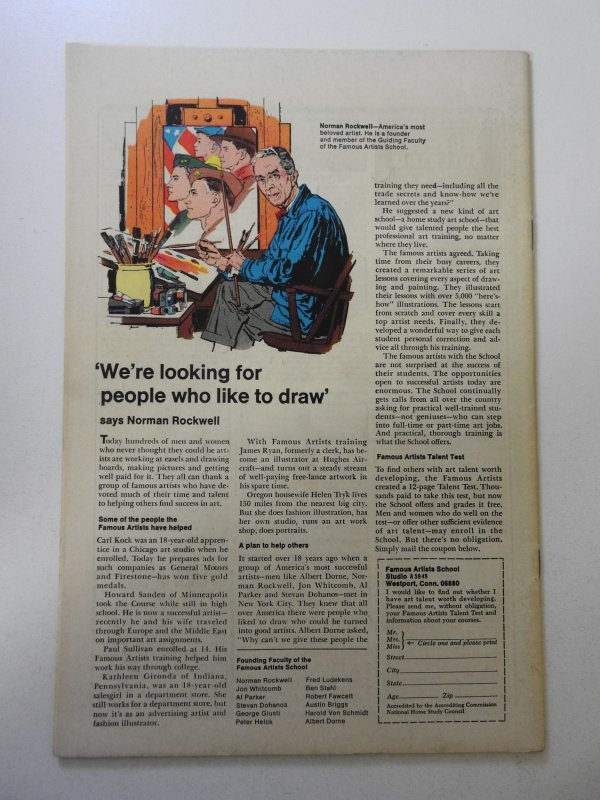 Norman Rockwell—America's most
beloved artist. He is a founder
and member of the Guiding Faculty
of the Famous Artists School.
'We're looking for
people who like to draw'
says Norman Rockwell
Today hundreds of men and women
who never thought they could be art-
ists are working at easels and drawing
boards, making pictures and getting
well paid for it. They all can thank a
group of famous artists who have de-
voted much of their time and talent
to helping others find success in art.
Some of the people the
Famous Artists have helped
Carl Kock was an 18-year-old appren-
tice in a Chicago art studio when he
enrolled. Today he prepares ads for
such companies as General Motors
and Firestone—has won five gold
medals.
Howard Sanden of Minneapolis
took the Course while still in high
school. He is now a successful artist—
recently he and his wife traveled
through Europe and the Middle East
on important art assignments.
Paul Sullivan enrolled at 14. His
Famous Artists training helped him
work his way through college.
Kathleen Gironda of Indiana,
Pennsylvania, was an 18-year-old
salesgirl in a department store. She
still works for a department store, but
now it's as an advertising artist and
fashion illustrator.
With Famous Artists training
James Ryan, formerly a clerk, has be-
come an illustrator at Hughes Air-
craft—and turns out a steady stream
of well-paying free-lance artwork in
his spare time.
Oregon housewife Helen Tryk lives
150 miles from the nearest big city.
But she does fashion illustration, has
her own studio, runs an art work
shop, does portraits.
A plan to help others
It started over 18 years ago when a
group of America's most successful
artists—men like Albert Dorne, Nor-
man Rockwell, Jon Whitcomb, Al
Parker and Stevan Dohanos—met in
New York City. They knew that all
over America there were people who
liked to draw who could be turned
into good artists. Albert Dorne asked,
"Why can't we give these people the
Founding Faculty of the
Famous Artists School
Norman Rockwell
Jon Whitcomb
Al Parker
Stevan Dohanos
George Giusti
Peter Helck
Fred Ludekens
Ben Stahl
Robert Fawcett
Austin Briggs
Harold Von Schmidt
Albert Dorne
training they need—including all the
trade secrets and know-how we've
learned over the years?"
He suggested a new kind of art
school—a home study art school—that
would give talented people the best
professional art training, no matter
where they live.
The famous artists agreed. Taking
time from their busy careers, they
created a remarkable series of art
lessons covering every aspect of draw-
ing and painting. They illustrated
their lessons with over 5,000 "here's-
how" illustrations. The lessons start
from scratch and cover every skill a
top artist needs. Finally, they de-
veloped a wonderful way to give each
student personal correction and ad-
vice all through his training.
The famous artists with the School
are not surprised at the success of
their students. The opportunities
open to successful artists today are
enormous. The School continually
gets calls from all over the country
asking for practical well-trained stu-
dents—not geniuses—who can step
into full-time or part-time art jobs.
And practical, thorough training is
what the School offers.
Famous Artists Talent Test
To find others with art talent worth
developing, the Famous Artists
created a 12-page Talent Test. Thou-
sands paid to take this test, but now
the School offers and grades it free.
Men and women who do well on the
test—or offer other sufficient evidence
of art talent—may enroll in the
School. But there's no obligation.
Simply mail the coupon below.
Famous Artists School
Studio A5849
Westport, Conn. 06880
I would like to find out whether I
have art talent worth developing.
Please send me, without obligation,
your Famous Artists Talent Test and
information about your courses.
Mr.
Mrs. ← Circle one and please print
Miss
Street
City
State
Age Zip
Accredited by the Accrediting Commission
National Home Study Council